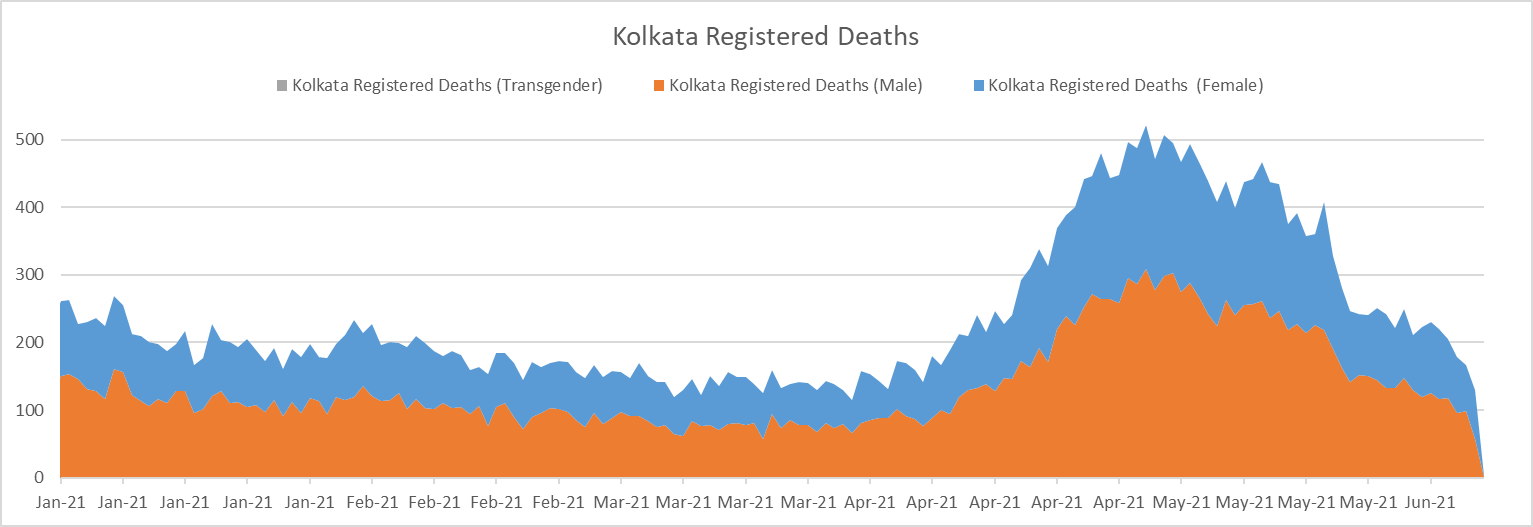 Kolkata Registered Deaths
Kolkata Registered Deaths (Transgender) Kolkata Registered Deaths (Male) Kolkata Registered Deaths (Female)
500
400
300
200
100
0
Jan-21 Jan-21 Jan-21 Jan-21 Jan-21 Feb-21 Feb-21 Feb-21 Feb-21 Mar-21 Mar-21 Mar-21 Mar-21 Apr-21 Apr-21 Apr-21 Apr-21 Apr-21 May-21 May-21 May-21 May-21 Jun-21